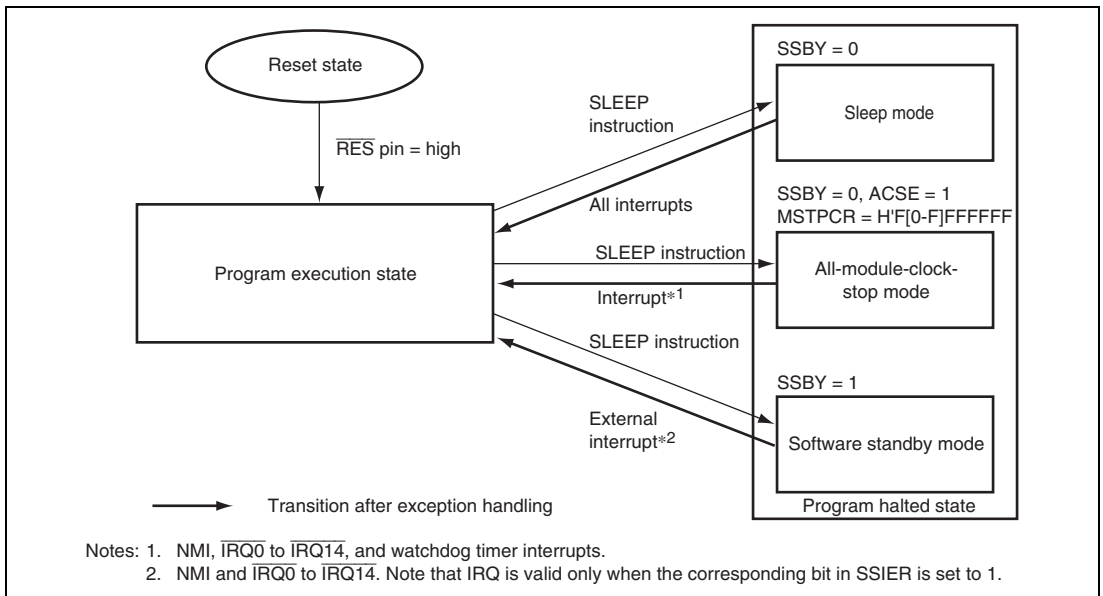 Reset state
RES pin = high
Program execution state
SLEEP
instruction
All interrupts
SLEEP instruction
Interrupt*1
SLEEP instruction
External
interrupt*2
SSBY = 0
Sleep mode
SSBY = 0, ACSE = 1
MSTPCR = H'F[0-F]FFFFFF
All-module-clock-
stop mode
SSBY = 1
Software standby mode
Program halted state
Transition after exception handling
Notes: 1. NMI, IRQ0 to IRQ14, and watchdog timer interrupts.
2. NMI and IRQ0 to IRQ14. Note that IRQ is valid only when the corresponding bit in SSIER is set to 1.